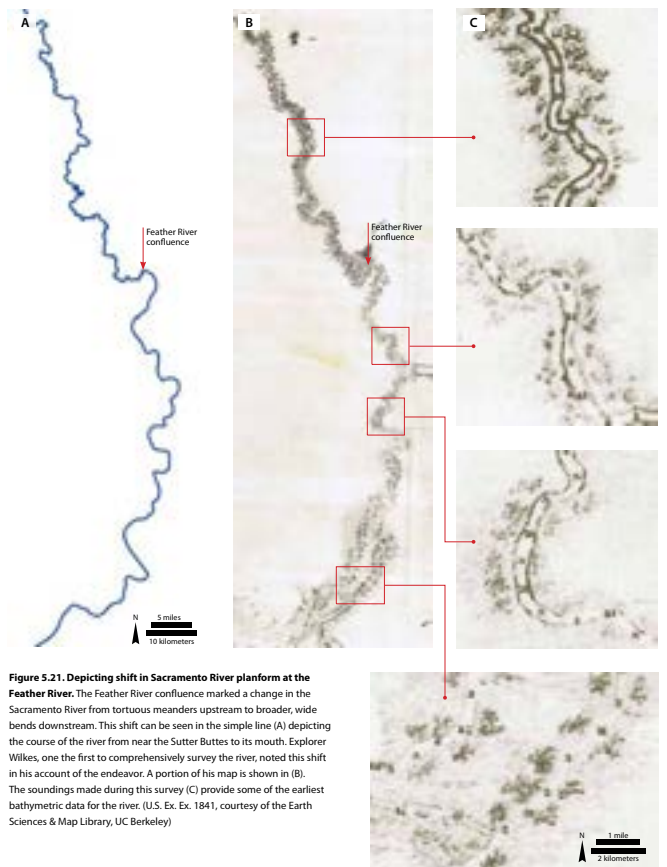 A
B
C
Feather River
confluence
Feather River
confluence
N
5 miles
10 kilometers
Figure 5.21. Depicting shift in Sacramento River planform at the
Feather River. The Feather River confluence marked a change in the
Sacramento River from tortuous meanders upstream to broader, wide
bends downstream. This shift can be seen in the simple line (A) depicting
the course of the river from near the Sutter Buttes to its mouth. Explorer
Wilkes, one the first to comprehensively survey the river, noted this shift
in his account of the endeavor. A portion of his map is shown in (B).
The soundings made during this survey (C) provide some of the earliest
bathymetric data for the river. (U.S. Ex. Ex. 1841, courtesy of the Earth
Sciences & Map Library, UC Berkeley)
N
1 mile
2 kilometers